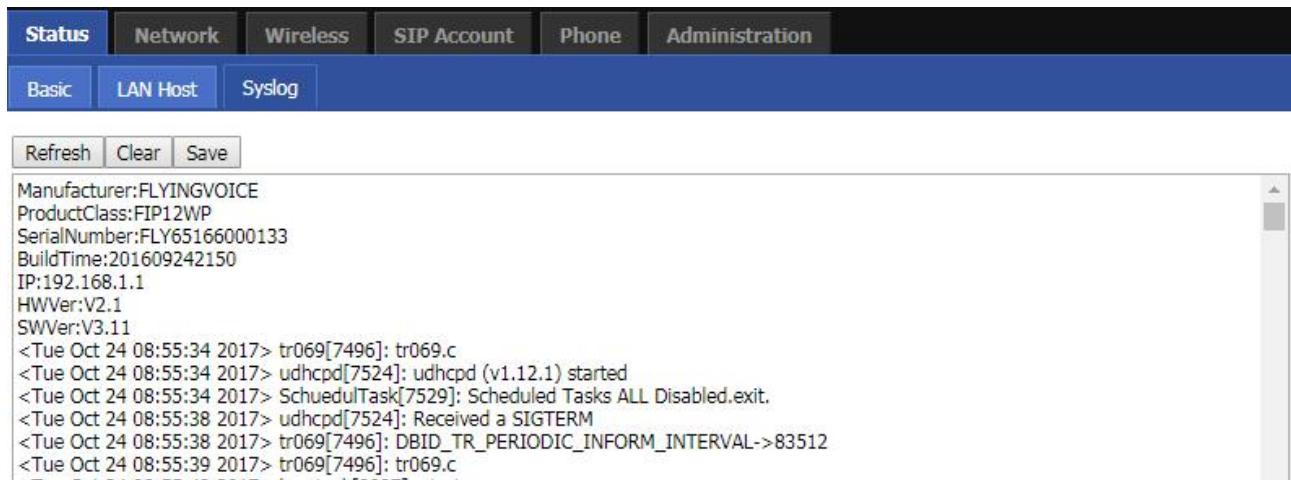 Status Network Wireless SIP Account Phone Administration
Basic LAN Host Syslog
Refresh Clear Save
Manufacturer:FLYINGVOICE
ProductClass:FIP12WP
SerialNumber:FLY65166000133
BuildTime:201609242150
IP:192.168.1.1
HWVer:V2.1
SWVer:V3.11
<Tue Oct 24 08:55:34 2017> tr069[7496]: tr069.c
<Tue Oct 24 08:55:34 2017> udhcpd[7524]: udhcpd (v1.12.1) started
<Tue Oct 24 08:55:34 2017> SchuedulTask[7529]: Scheduled Tasks ALL Disabled.exit.
<Tue Oct 24 08:55:38 2017> udhcpd[7524]: Received a SIGTERM
<Tue Oct 24 08:55:38 2017> tr069[7496]: DBID_TR_PERIODIC_INFORM_INTERVAL->83512
<Tue Oct 24 08:55:39 2017> tr069[7496]: tr069.c